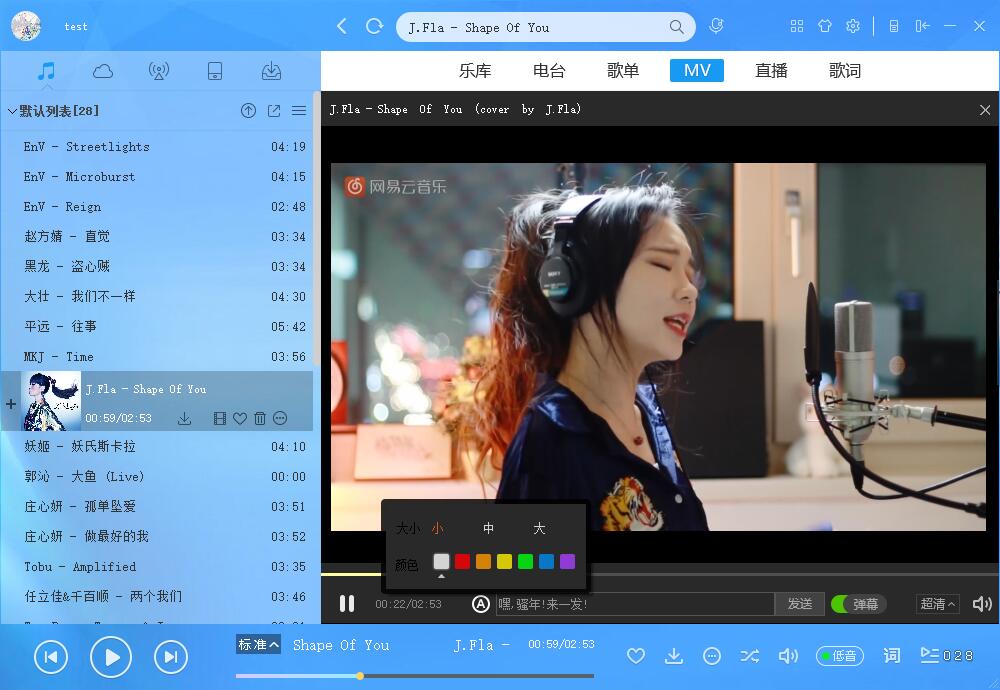 test
J.Fla - Shape Of You
乐库 电台 歌单 MV 直播 歌词
默认列表[28]
J.Fla - Shape Of You (cover by J.Fla)
网易云音乐
SONY
EnV - Streetlights 04:19
EnV - Microburst 04:15
EnV - Reign 02:48
赵方婧 - 直觉 03:34
黑龙 - 盗心贼 03:34
大壮 - 我们不一样 04:30
平远 - 往事 05:42
MKJ - Time 03:56
J.Fla - Shape Of You
00:59/02:53
妖姬 - 妖氏斯卡拉 04:10
郭沁 - 大鱼 (Live) 00:00
庄心妍 - 孤单坠爱 03:51
庄心妍 - 做最好的我 03:52
Tobu - Amplified 03:35
任立佳&千百顺 - 两个我们 03:46
大小 小 中 大
颜色
00:22/02:53 A 嘿,骚年!来一发! 发送 弹幕 超清
标准 Shape Of You J.Fla - 00:59/02:53 低音 词 028